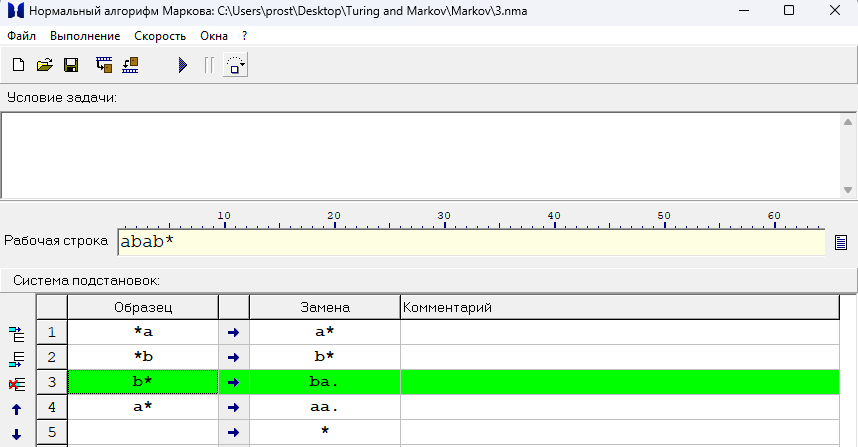 Нормальный алгорифм Маркова: C:\Users\prost\Desktop\Turing and Markov\Markov\3.nma
Файл Выполнение Скорость Окна ?
Условие задачи:
10 20 30 40 50 60
Рабочая строка abab*
Система подстановок:
Образец Замена Комментарий
1 *a → a*
2 *b → b*
3 b* → ba.
4 a* → aa.
5 → *